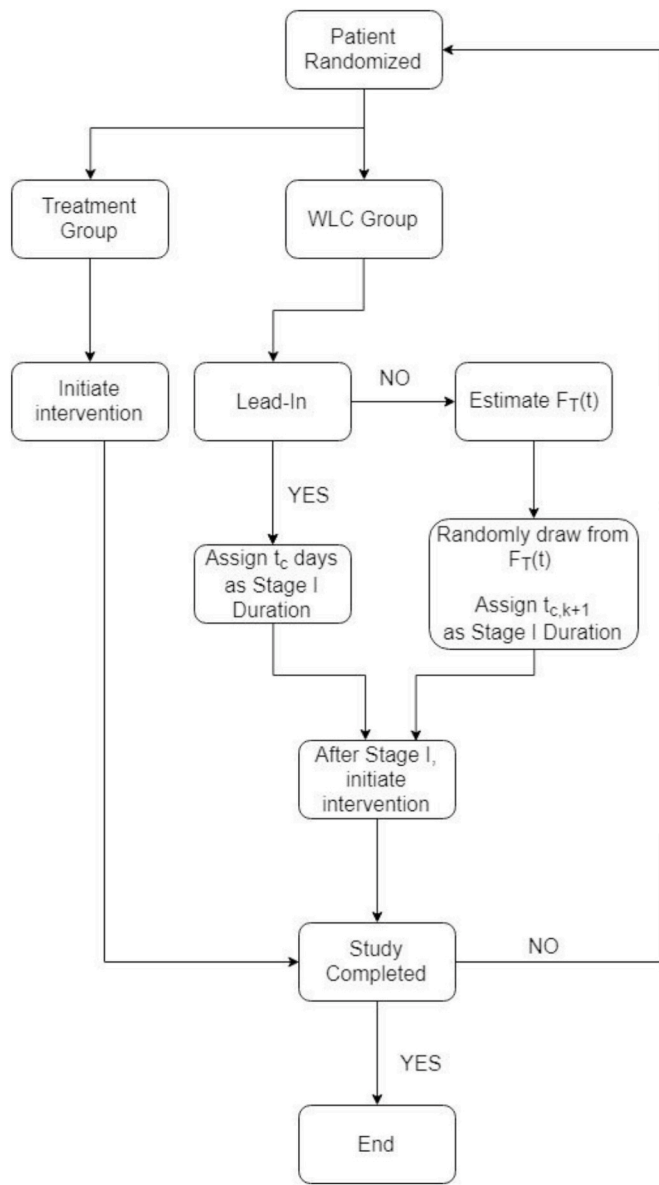 Patient
Randomized
Treatment
Group
WLC Group
Initiate
intervention
Lead-In
NO
Estimate F_T(t)
YES
Assign t_c days
as Stage I
Duration
Randomly draw from
F_T(t)
Assign t_c,k+1
as Stage I Duration
After Stage I,
initiate
intervention
Study
Completed
NO
YES
End